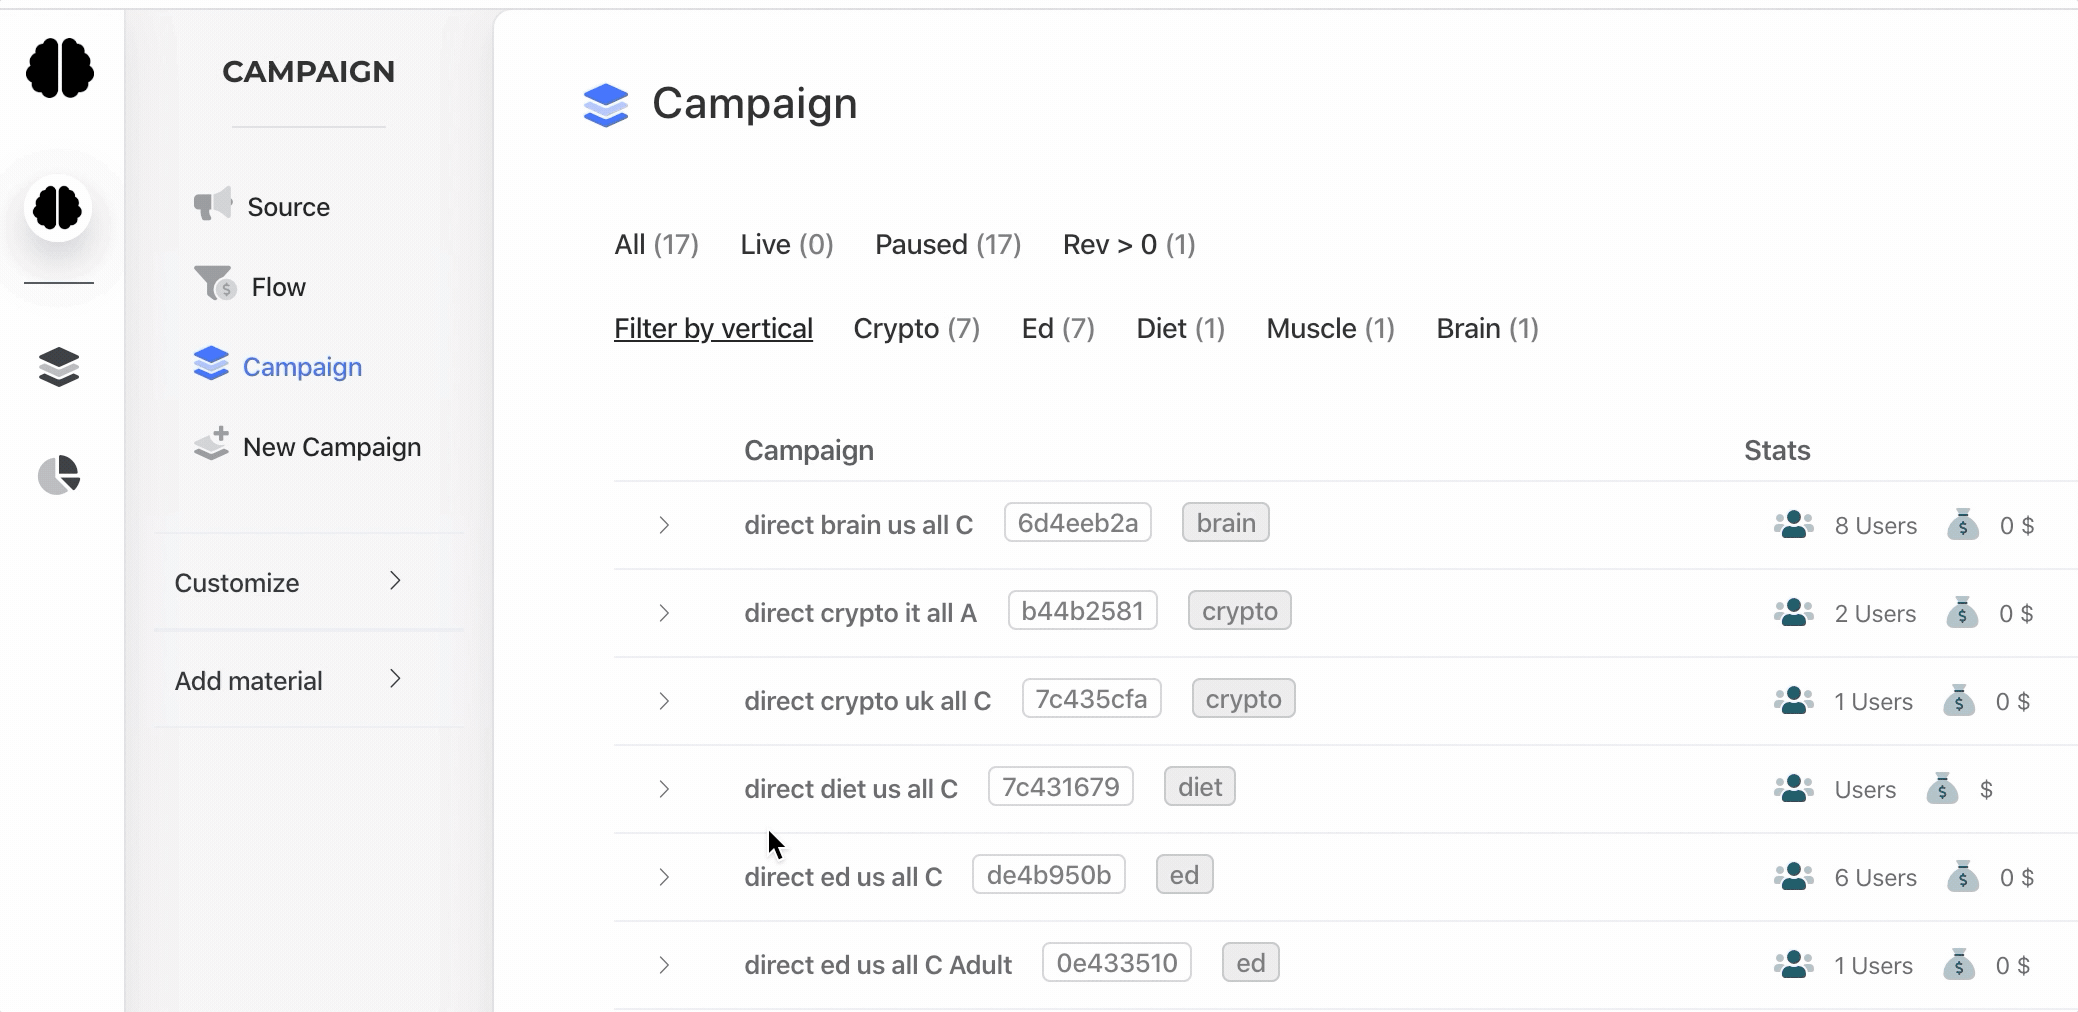 CAMPAIGN
Source
Flow
Campaign
New Campaign
Customize
Add material
Campaign
All (17) Live (0) Paused (17) Rev > 0 (1)
Filter by vertical Crypto (7) Ed (7) Diet (1) Muscle (1) Brain (1)
Campaign Stats
direct brain us all C 6d4eeb2a brain 8 Users $ 0 $
direct crypto it all A b44b2581 crypto 2 Users $ 0 $
direct crypto uk all C 7c435cfa crypto 1 Users $ 0 $
direct diet us all C 7c431679 diet Users $ $
direct ed us all C de4b950b ed 6 Users $ 0 $
direct ed us all C Adult 0e433510 ed 1 Users $ 0 $